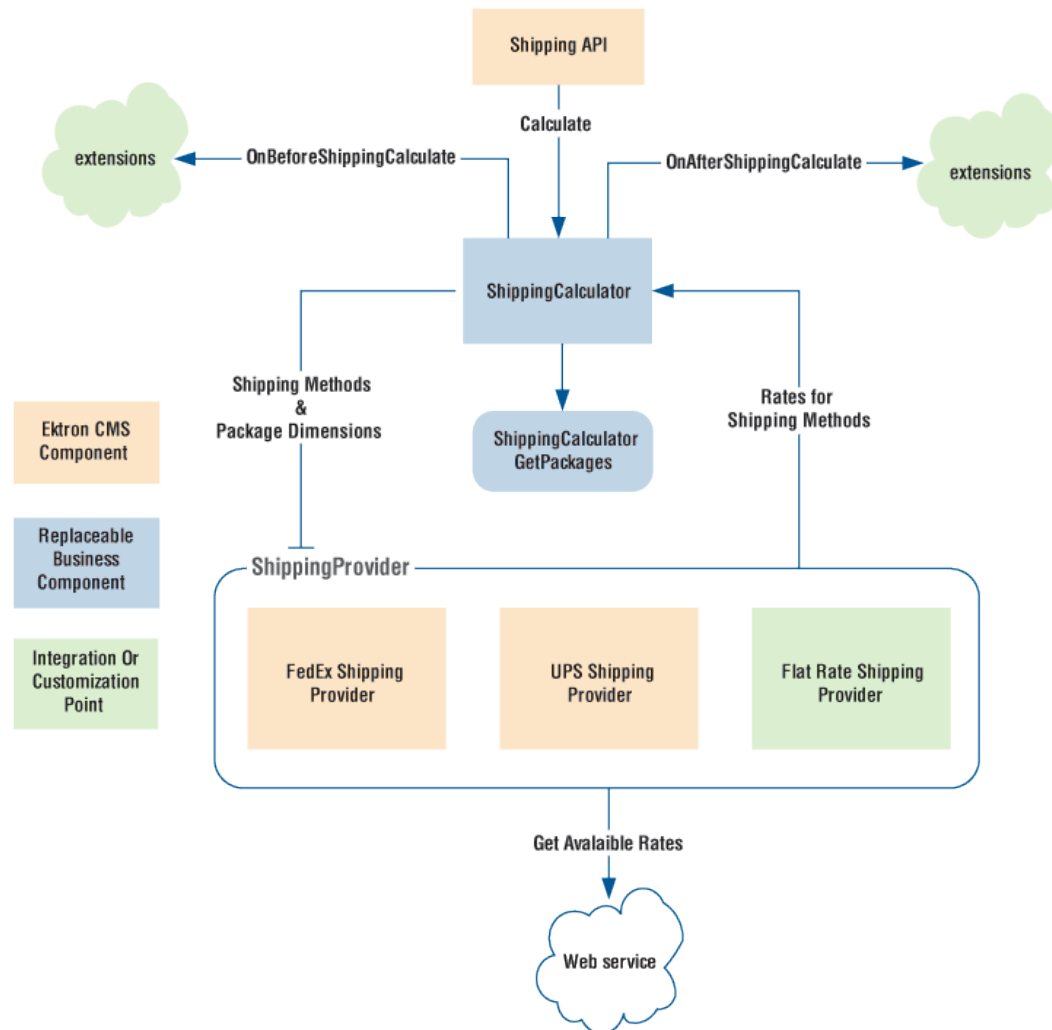 Shipping API
Calculate
extensions
OnBeforeShippingCalculate
OnAfterShippingCalculate
extensions
ShippingCalculator
Shipping Methods
&
Package Dimensions
Rates for
Shipping Methods
ShippingCalculator
GetPackages
Ektron CMS
Component
Replaceable
Business
Component
Integration Or
Customization
Point
ShippingProvider
FedEx Shipping
Provider
UPS Shipping
Provider
Flat Rate Shipping
Provider
Get Avalaible Rates
Web service